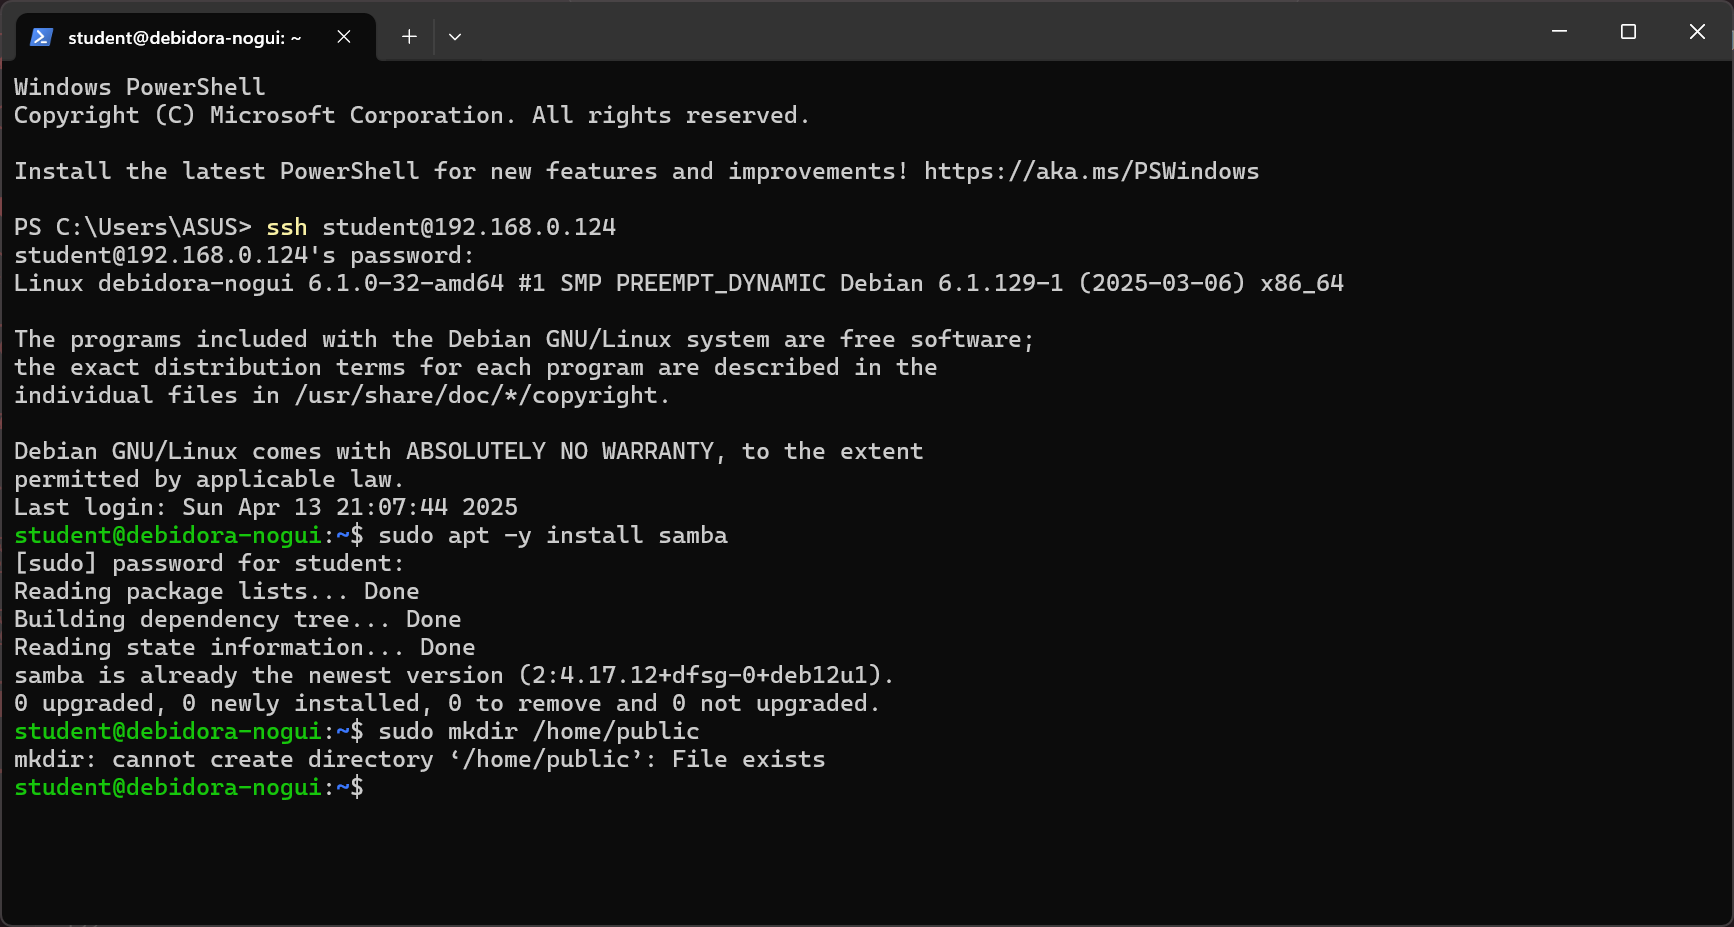 student@debidora-nogui: ~
Windows PowerShell
Copyright (C) Microsoft Corporation. All rights reserved.
Install the latest PowerShell for new features and improvements! https://aka.ms/PSWindows
PS C:\Users\ASUS> ssh student@192.168.0.124
student@192.168.0.124's password:
Linux debidora-nogui 6.1.0-32-amd64 #1 SMP PREEMPT_DYNAMIC Debian 6.1.129-1 (2025-03-06) x86_64
The programs included with the Debian GNU/Linux system are free software;
the exact distribution terms for each program are described in the
individual files in /usr/share/doc/*/copyright.
Debian GNU/Linux comes with ABSOLUTELY NO WARRANTY, to the extent
permitted by applicable law.
Last login: Sun Apr 13 21:07:44 2025
student@debidora-nogui:~$ sudo apt -y install samba
[sudo] password for student:
Reading package lists... Done
Building dependency tree... Done
Reading state information... Done
samba is already the newest version (2:4.17.12+dfsg-0+deb12u1).
0 upgraded, 0 newly installed, 0 to remove and 0 not upgraded.
student@debidora-nogui:~$ sudo mkdir /home/public
mkdir: cannot create directory ‘/home/public’: File exists
student@debidora-nogui:~$